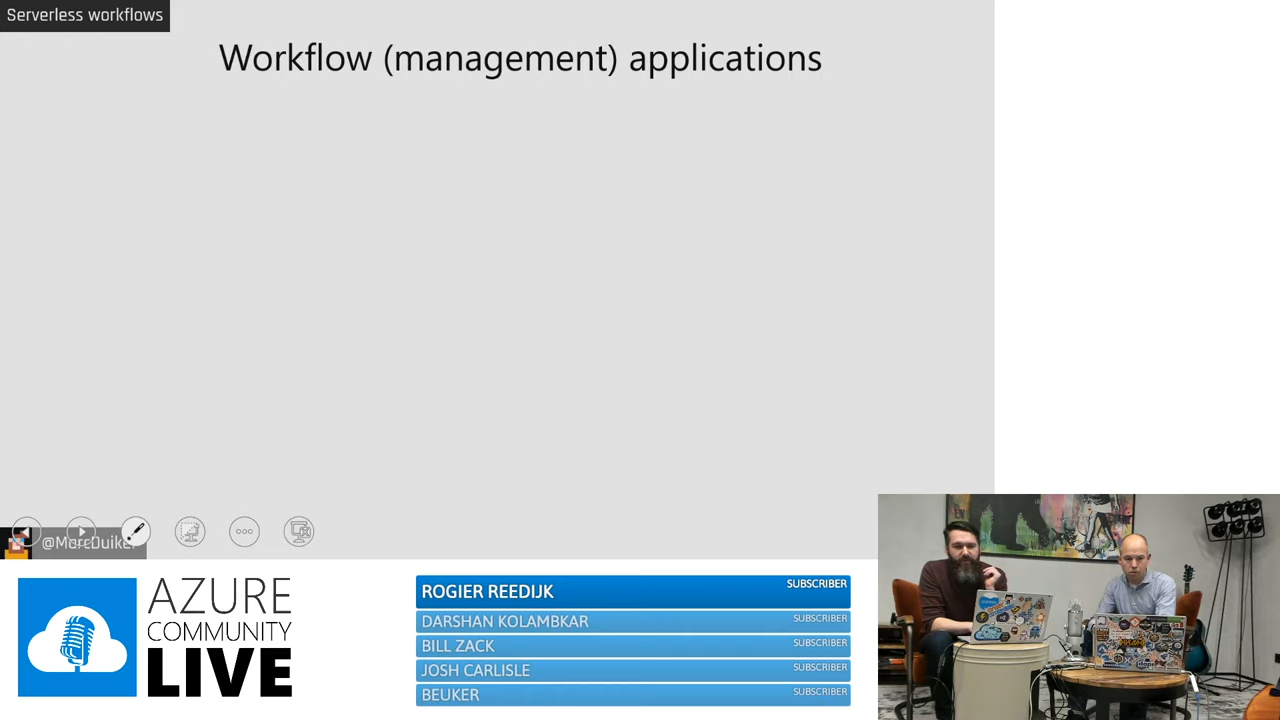 Serverless workflows
Workflow (management) applications
@MarcDuiker
AZURE
COMMUNITY
LIVE
ROGIER REEDIJK SUBSCRIBER
DARSHAN KOLAMBKAR SUBSCRIBER
BILL ZACK SUBSCRIBER
JOSH CARLISLE SUBSCRIBER
BEUKER SUBSCRIBER